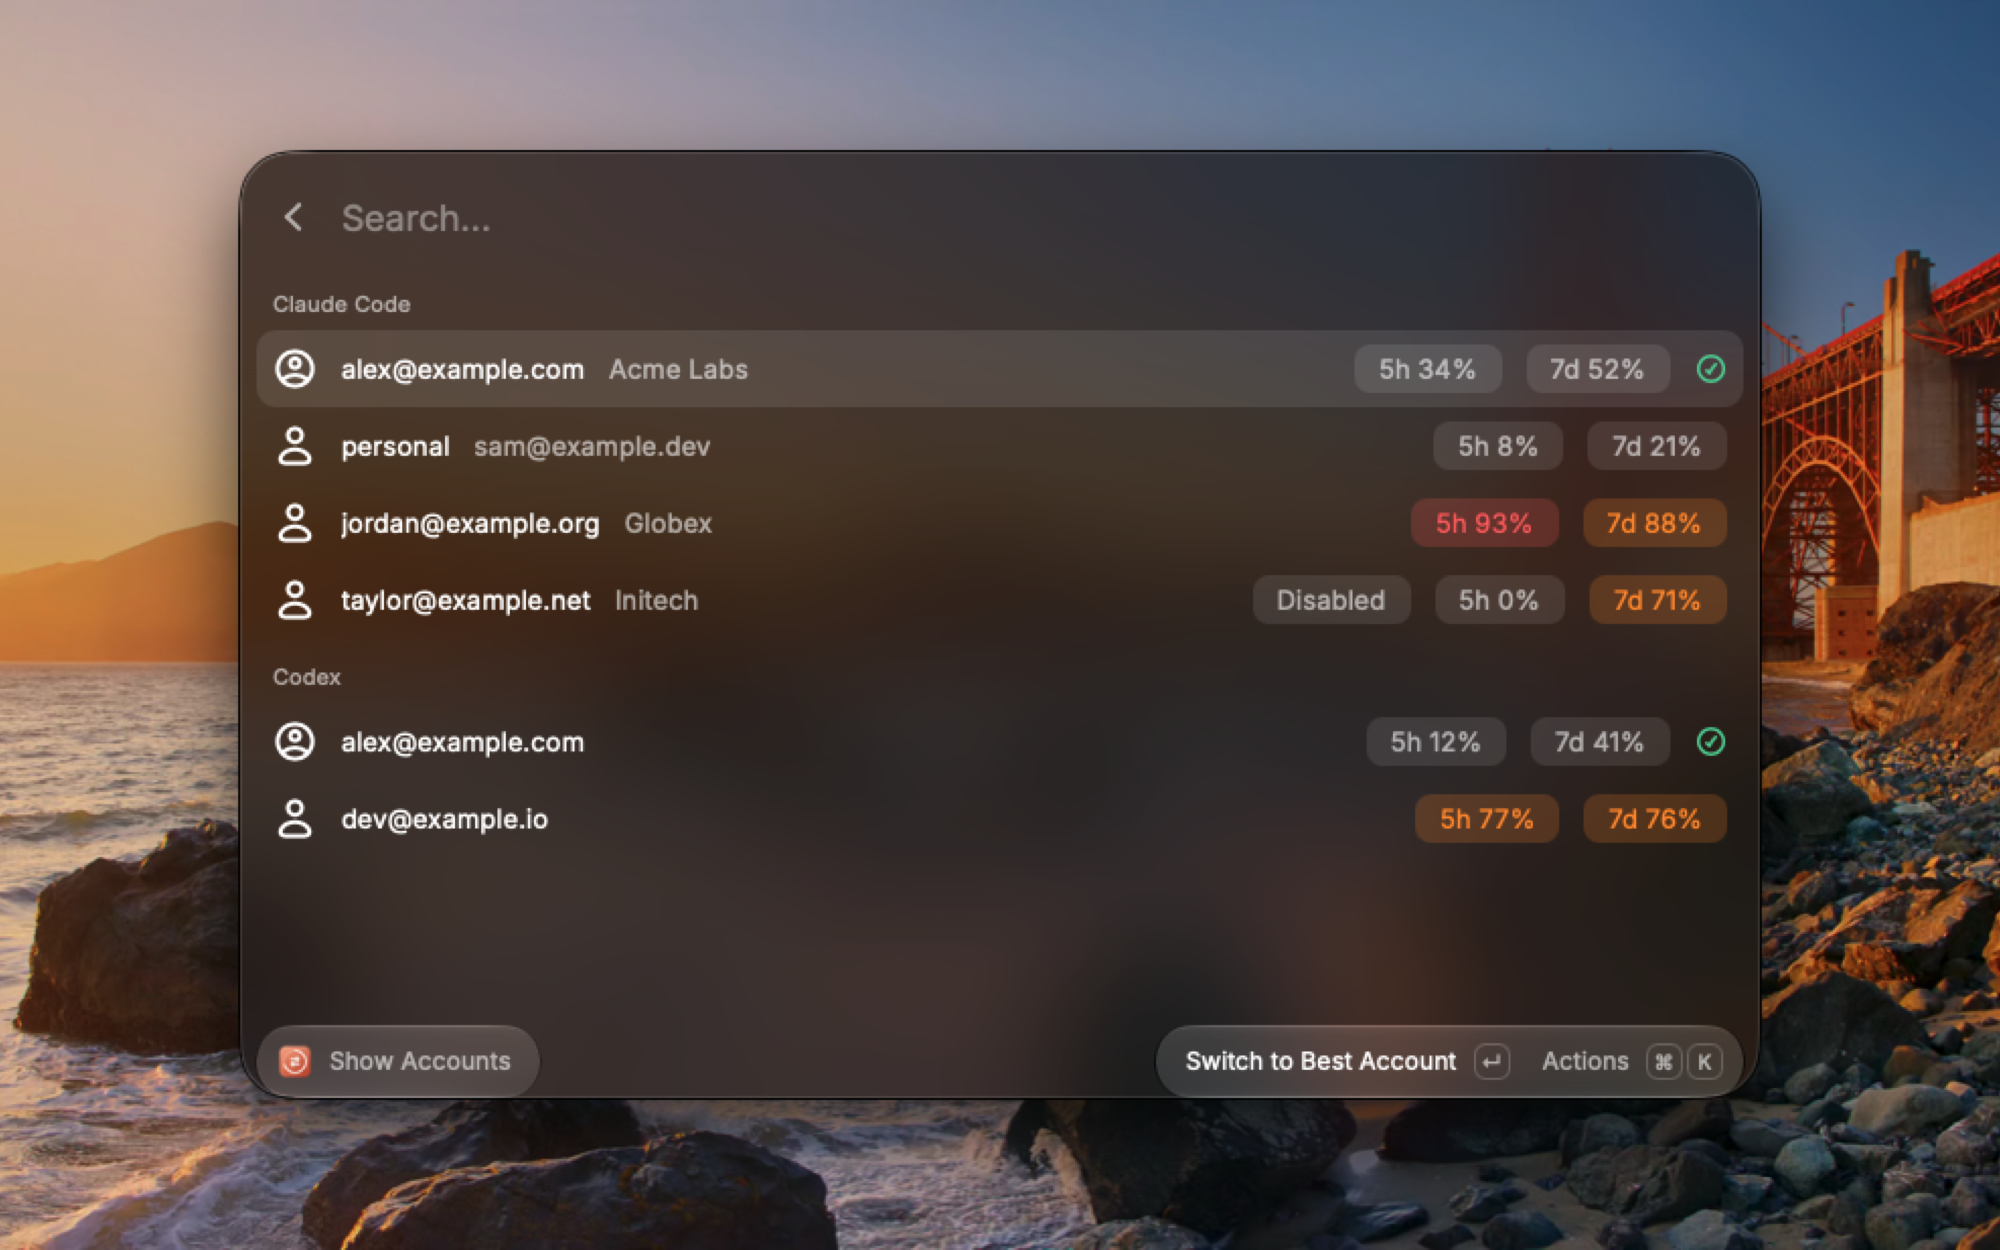 Search...
Claude Code
alex@example.com Acme Labs 5h 34% 7d 52%
personal sam@example.dev 5h 8% 7d 21%
jordan@example.org Globex 5h 93% 7d 88%
taylor@example.net Initech Disabled 5h 0% 7d 71%
Codex
alex@example.com 5h 12% 7d 41%
dev@example.io 5h 77% 7d 76%
Show Accounts Switch to Best Account ↵ Actions ⌘ K